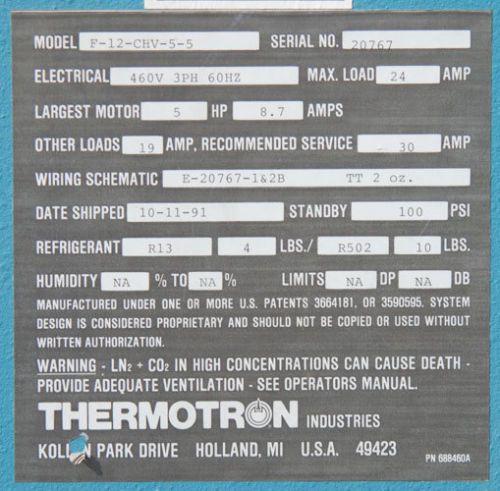 MODEL F-12-CHV-5-5 SERIAL NO. 20767
ELECTRICAL 460V 3PH 60HZ MAX. LOAD 24 AMP
LARGEST MOTOR 5 HP 8.7 AMPS
OTHER LOADS 19 AMP, RECOMMENDED SERVICE 30 AMP
WIRING SCHEMATIC E-20767-1&2B TT 2 oz.
DATE SHIPPED 10-11-91 STANDBY 100 PSI
REFRIGERANT R13 4 LBS./ R502 10 LBS.
HUMIDITY NA % TO NA % LIMITS NA DP NA DB
MANUFACTURED UNDER ONE OR MORE U.S. PATENTS 3664181, OR 3590595. SYSTEM
DESIGN IS CONSIDERED PROPRIETARY AND SHOULD NOT BE COPIED OR USED WITHOUT
WRITTEN AUTHORIZATION.
WARNING - LN2 + CO2 IN HIGH CONCENTRATIONS CAN CAUSE DEATH -
PROVIDE ADEQUATE VENTILATION - SEE OPERATORS MANUAL.
THERMOTRON INDUSTRIES
PARK DRIVE HOLLAND, MI U.S.A. 49423
PN 688460A